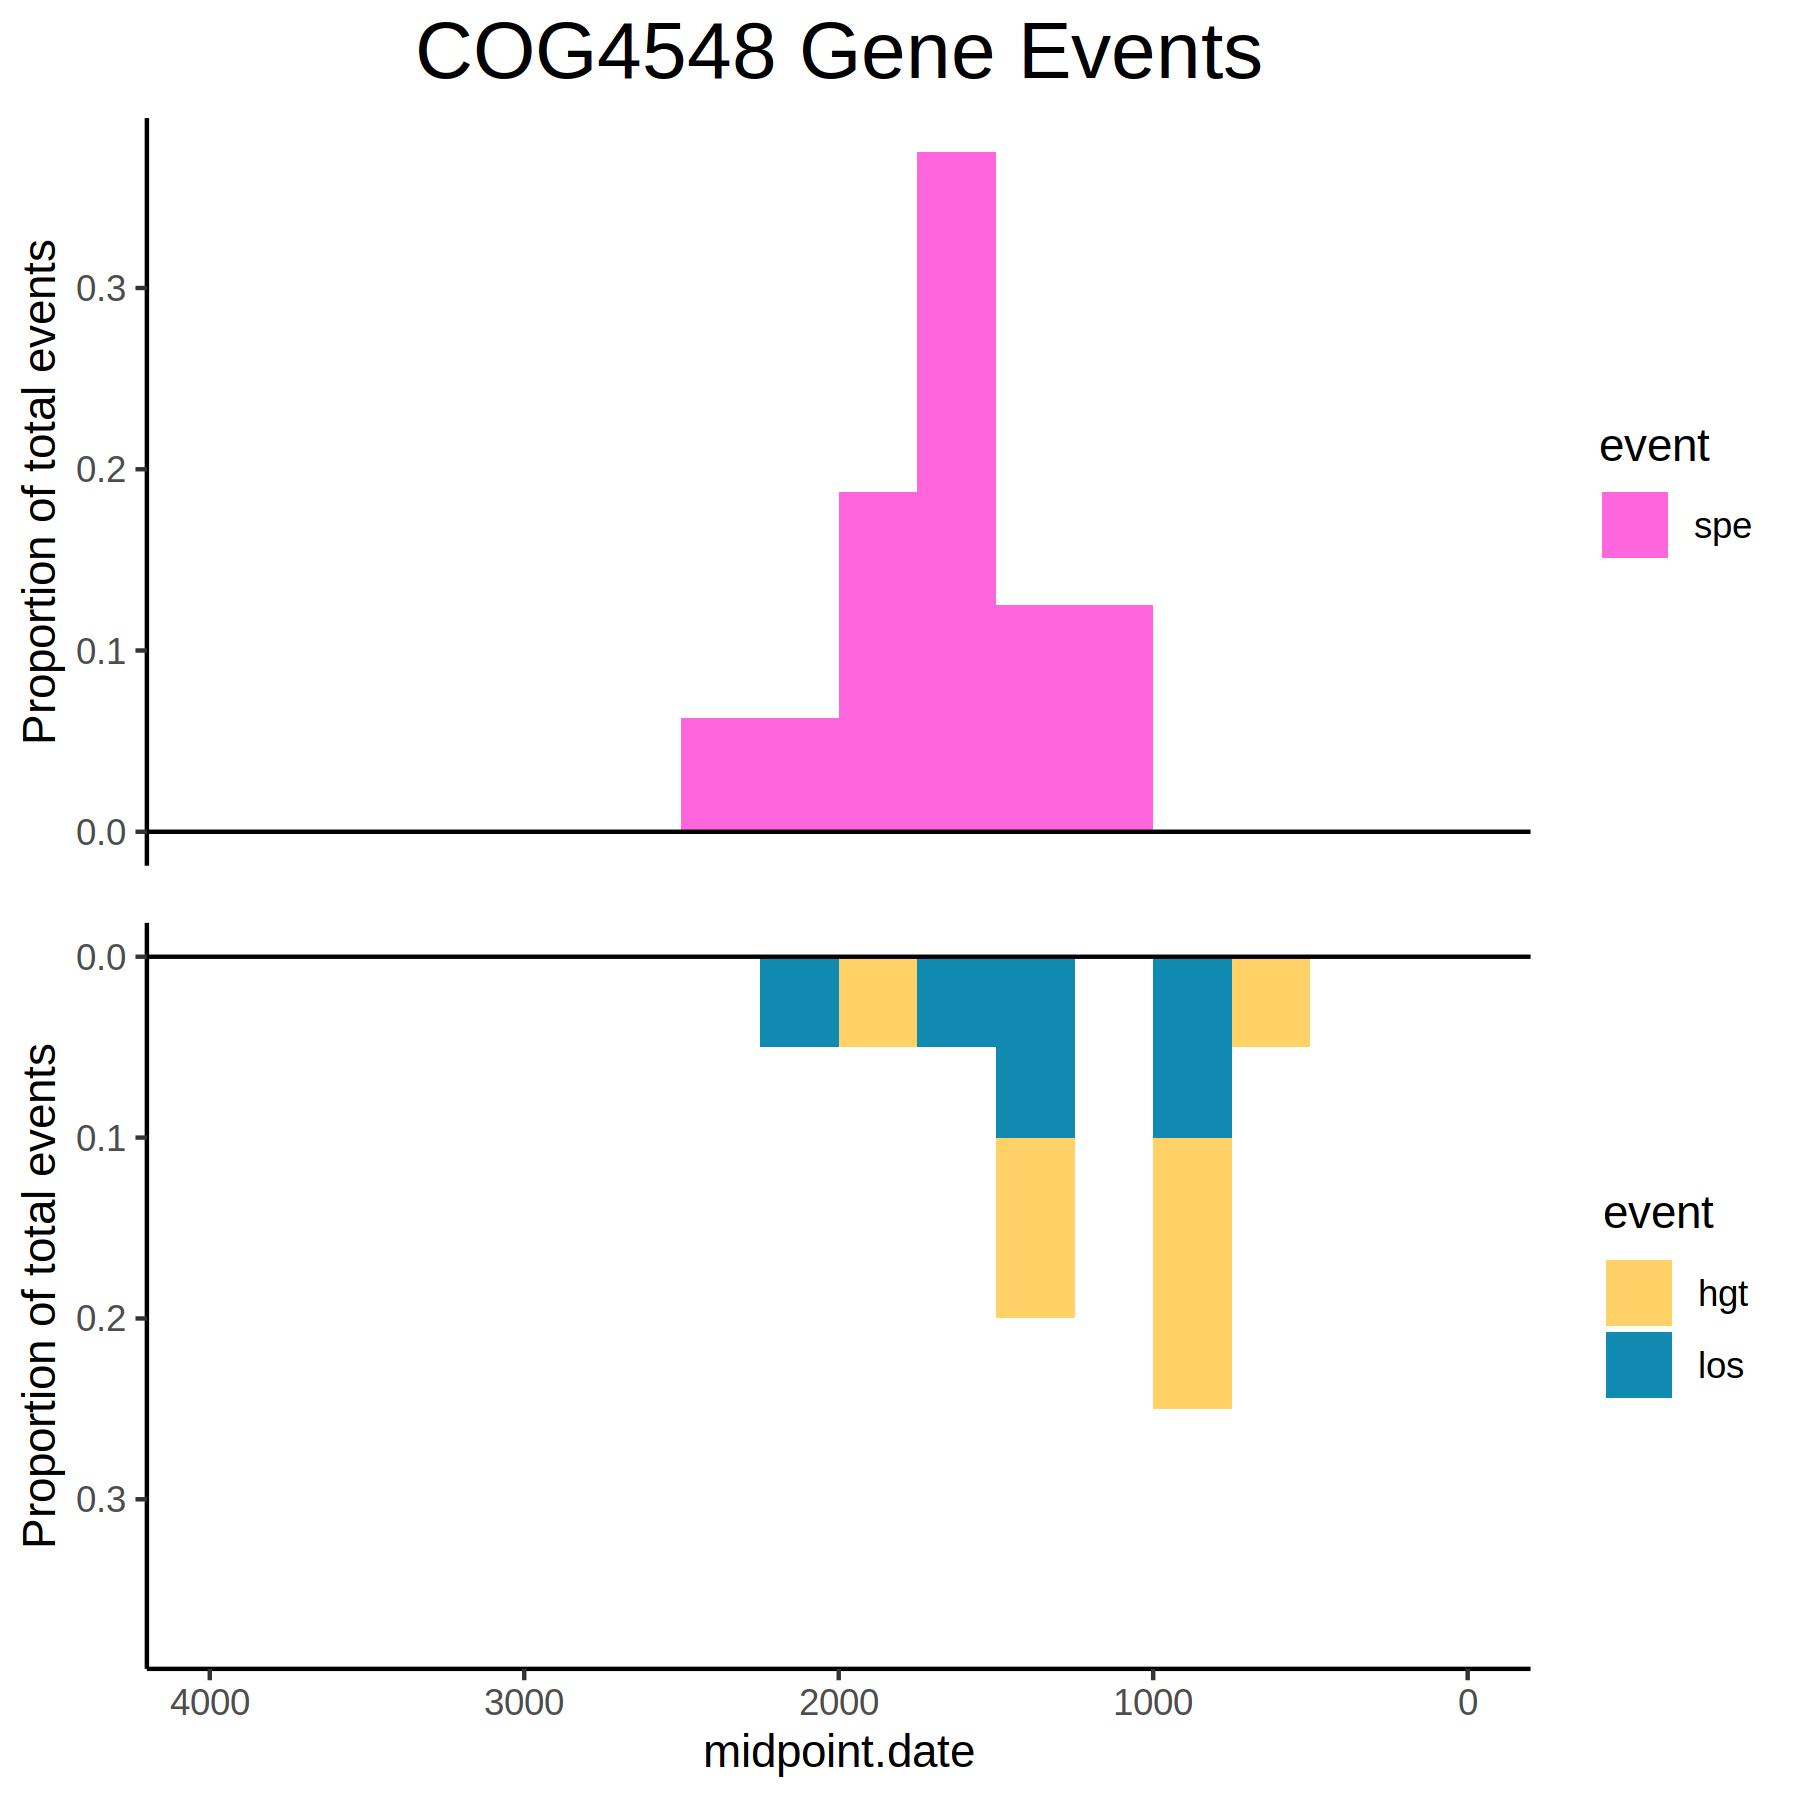 COG4548 Gene Events
Proportion of total events
0.3
0.2
0.1
0.0
event
spe
Proportion of total events
0.0
0.1
0.2
0.3
event
hgt
los
4000 3000 2000 1000 0
midpoint.date